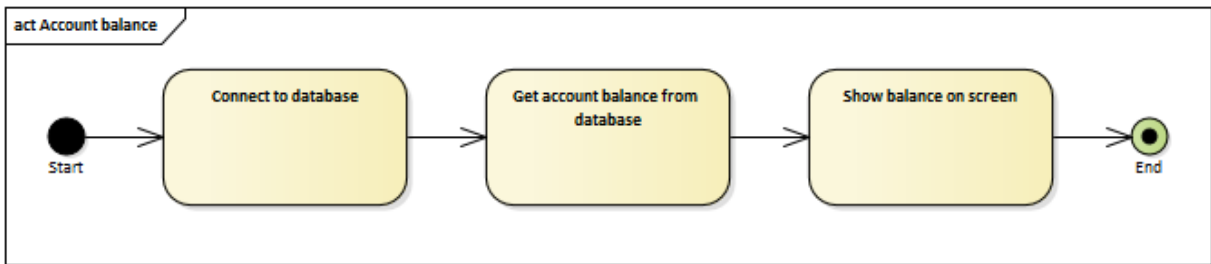 act Account balance
Connect to database
Get account balance from
database
Show balance on screen
Start
End